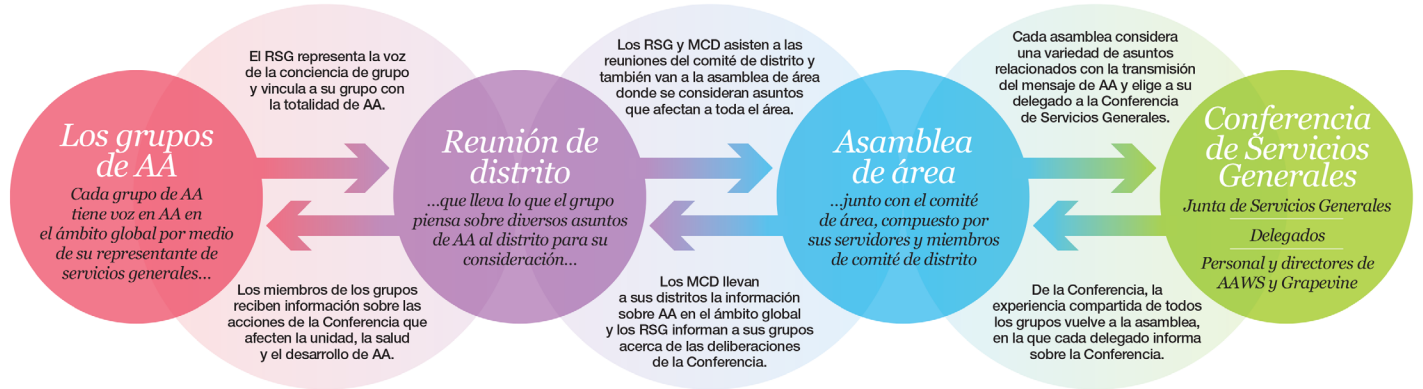 El RSG representa la voz
de la conciencia de grupo
y vincula a su grupo con
la totalidad de AA.
Los RSG y MCD asisten a las
reuniones del comité de distrito y
también van a la asamblea de área
donde se consideran asuntos
que afectan a toda el área.
Cada asamblea considera
una variedad de asuntos
relacionados con la transmisión
del mensaje de AA y elige a su
delegado a la Conferencia
de Servicios Generales.
Los grupos
de AA
Cada grupo de AA
tiene voz en AA en
el ámbito global por medio
de su representante de
servicios generales...
Reunión de
distrito
...que lleva lo que el grupo
piensa sobre diversos asuntos
de AA al distrito para su
consideración...
Asamblea
de área
...junto con el comité
de área, compuesto por
sus servidores y miembros
de comité de distrito
Conferencia
de Servicios
Generales
Junta de Servicios Generales
Delegados
Personal y directores de
AAWS y Grapevine
Los miembros de los grupos
reciben información sobre las
acciones de la Conferencia que
afecten la unidad, la salud
y el desarrollo de AA.
Los MCD llevan
a sus distritos la información
sobre AA en el ámbito global
y los RSG informan a sus grupos
acerca de las deliberaciones
de la Conferencia.
De la Conferencia, la
experiencia compartida de todos
los grupos vuelve a la asamblea,
en la que cada delegado informa
sobre la Conferencia.